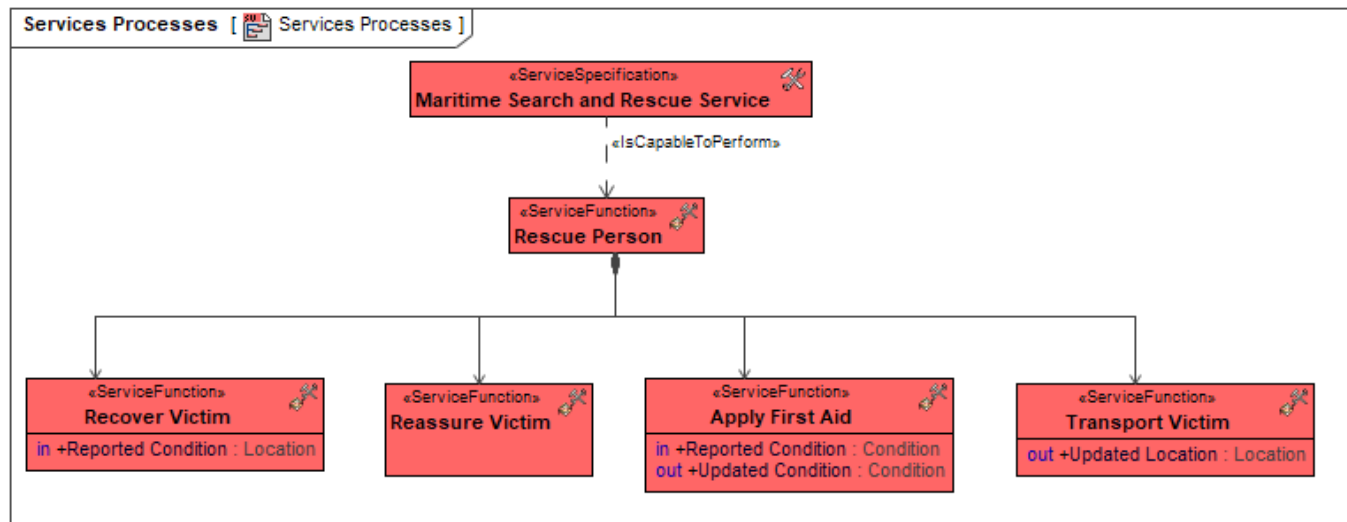 Services Processes [ Services Processes ]
«ServiceSpecification»
Maritime Search and Rescue Service
«IsCapableToPerform»
«ServiceFunction»
Rescue Person
«ServiceFunction»
Recover Victim
in +Reported Condition : Location
«ServiceFunction»
Reassure Victim
«ServiceFunction»
Apply First Aid
in +Reported Condition : Condition
out +Updated Condition : Condition
«ServiceFunction»
Transport Victim
out +Updated Location : Location